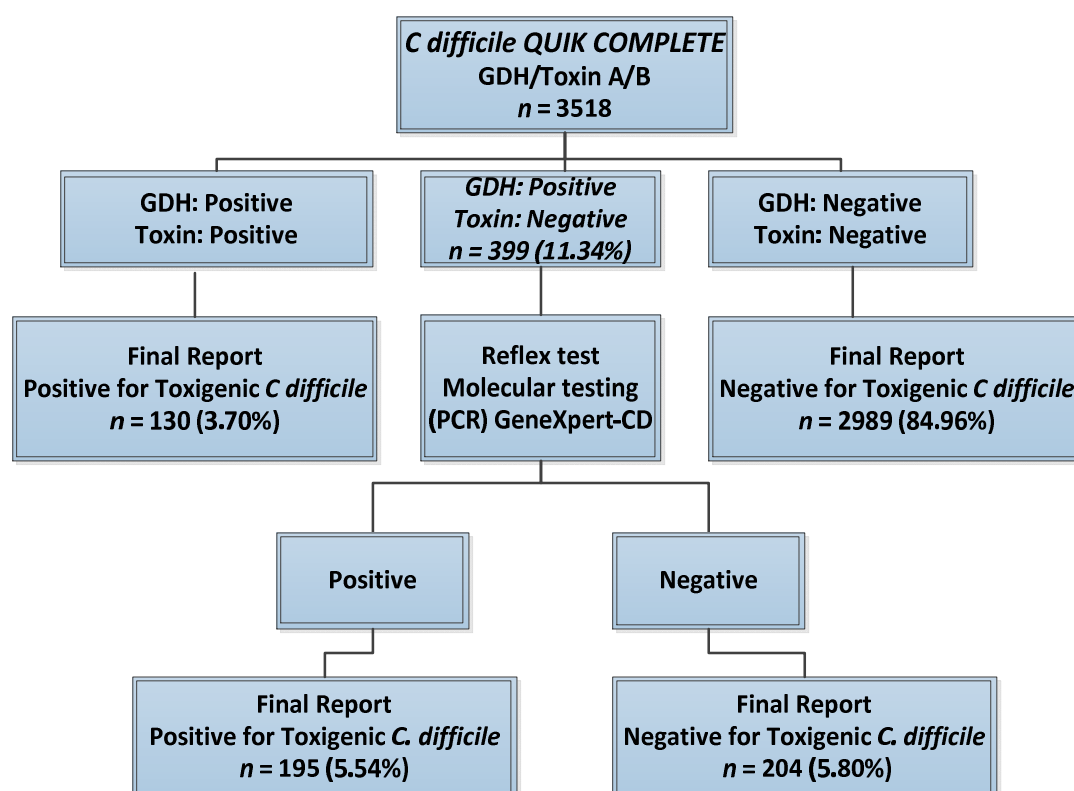 C difficile QUIK COMPLETE
GDH/Toxin A/B
n = 3518
GDH: Positive
Toxin: Positive
GDH: Positive
Toxin: Negative
n = 399 (11.34%)
GDH: Negative
Toxin: Negative
Final Report
Positive for Toxigenic C difficile
n = 130 (3.70%)
Reflex test
Molecular testing
(PCR) GeneXpert-CD
Final Report
Negative for Toxigenic C difficile
n = 2989 (84.96%)
Positive
Negative
Final Report
Positive for Toxigenic C. difficile
n = 195 (5.54%)
Final Report
Negative for Toxigenic C. difficile
n = 204 (5.80%)